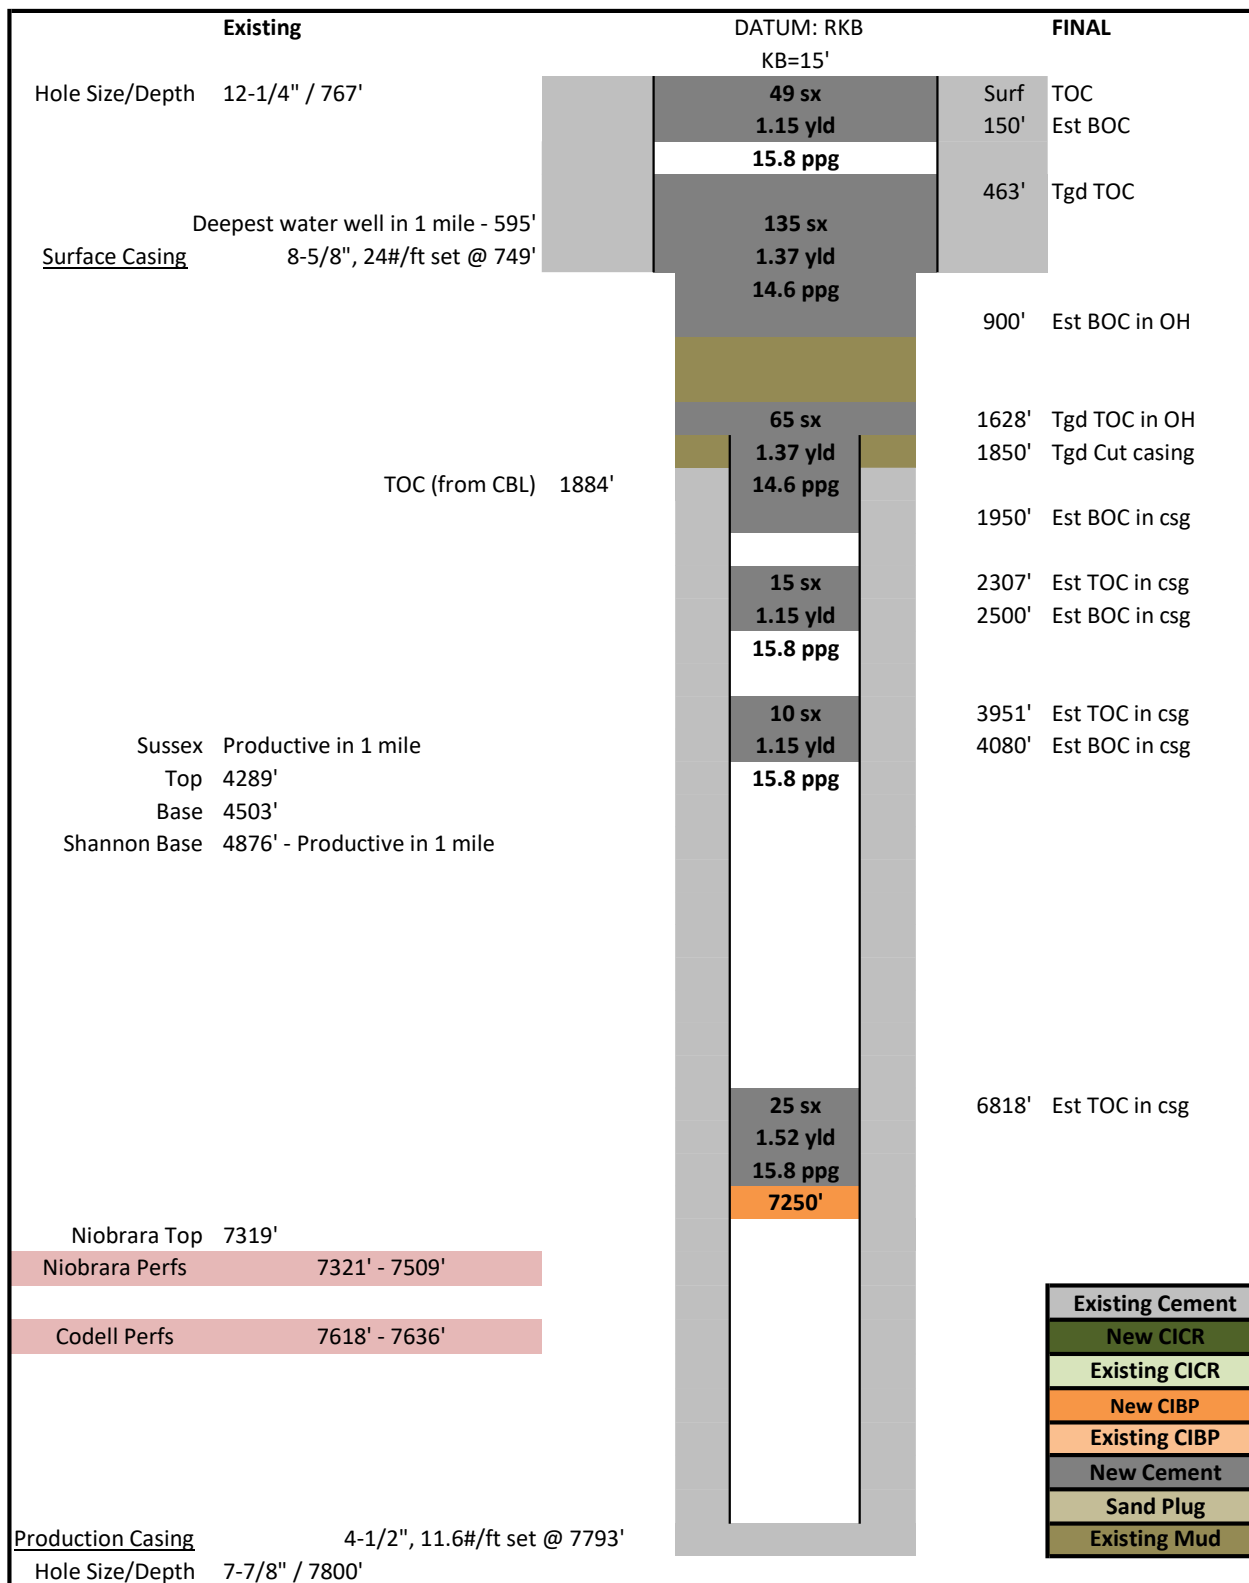 Existing DATUM: RKB FINAL
KB=15'
Hole Size/Depth 12-1/4" / 767' 49 sx Surf TOC
1.15 yld 150' Est BOC
15.8 ppg
463' Tgd TOC
Deepest water well in 1 mile - 595' 135 sx
Surface Casing 8-5/8", 24#/ft set @ 749' 1.37 yld
14.6 ppg
900' Est BOC in OH
65 sx 1628' Tgd TOC in OH
1.37 yld 1850' Tgd Cut casing
TOC (from CBL) 1884' 14.6 ppg
1950' Est BOC in csg
15 sx 2307' Est TOC in csg
1.15 yld 2500' Est BOC in csg
15.8 ppg
10 sx 3951' Est TOC in csg
Sussex Productive in 1 mile 1.15 yld 4080' Est BOC in csg
Top 4289' 15.8 ppg
Base 4503'
Shannon Base 4876' - Productive in 1 mile
25 sx 6818' Est TOC in csg
1.52 yld
15.8 ppg
7250'
Niobrara Top 7319'
Niobrara Perfs 7321' - 7509'
Existing Cement
Codell Perfs 7618' - 7636' New CICR
Existing CICR
New CIBP
Existing CIBP
New Cement
Sand Plug
Production Casing 4-1/2", 11.6#/ft set @ 7793' Existing Mud
Hole Size/Depth 7-7/8" / 7800'